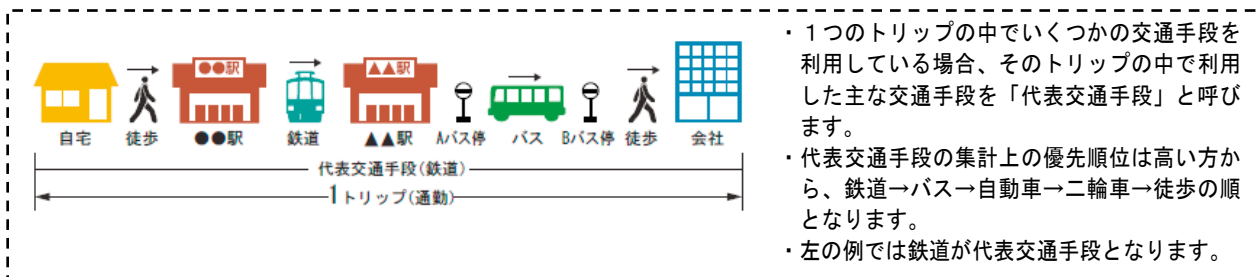 ●●駅
▲▲駅
自宅 徒歩 ●●駅 鉄道 ▲▲駅 Aバス停 バス Bバス停 徒歩 会社
代表交通手段(鉄道)
1トリップ(通勤)
・１つのトリップの中でいくつかの交通手段を
利用している場合、そのトリップの中で利用
した主な交通手段を「代表交通手段」と呼び
ます。
・代表交通手段の集計上の優先順位は高い方か
ら、鉄道→バス→自動車→二輪車→徒歩の順
となります。
・左の例では鉄道が代表交通手段となります。